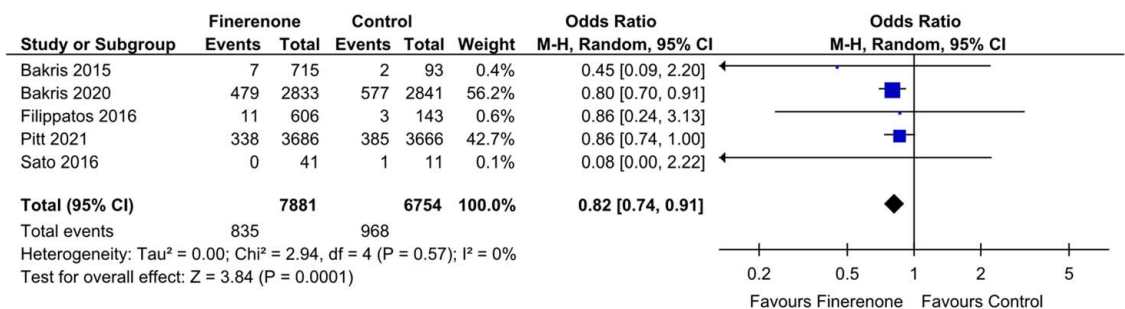 Finerenone Control Odds Ratio Odds Ratio
Study or Subgroup Events Total Events Total Weight M-H, Random, 95% CI M-H, Random, 95% CI
Bakris 2015 7 715 2 93 0.4% 0.45 [0.09, 2.20]
Bakris 2020 479 2833 577 2841 56.2% 0.80 [0.70, 0.91]
Filippatos 2016 11 606 3 143 0.6% 0.86 [0.24, 3.13]
Pitt 2021 338 3686 385 3666 42.7% 0.86 [0.74, 1.00]
Sato 2016 0 41 1 11 0.1% 0.08 [0.00, 2.22]
Total (95% CI) 7881 6754 100.0% 0.82 [0.74, 0.91]
Total events 835 968
Heterogeneity: Tau² = 0.00; Chi² = 2.94, df = 4 (P = 0.57); I² = 0%
Test for overall effect: Z = 3.84 (P = 0.0001)
0.2 0.5 1 2 5
Favours Finerenone Favours Control